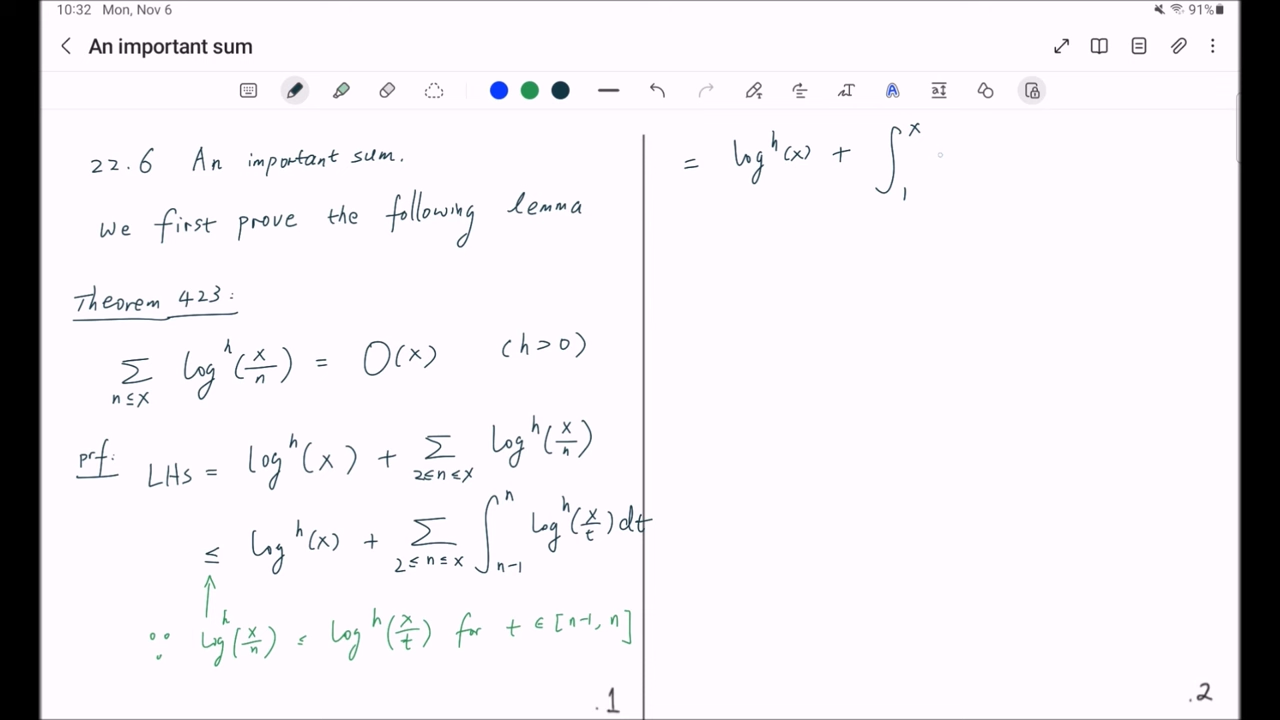 10:32 Mon, Nov 6 91%
An important sum
22.6 An important sum.
We first prove the following lemma
Theorem 423:
∑_{n≤x} log^h(x/n) = O(x) (h>0)
prf: LHS = log^h(x) + ∑_{2≤n≤x} log^h(x/n)
≤ log^h(x) + ∑_{2≤n≤x} ∫_{n-1}^{n} log^h(x/t) dt
∵ log^h(x/n) ≤ log^h(x/t) for t ∈ [n-1, n]
.1
= log^h(x) + ∫_1^x
.2